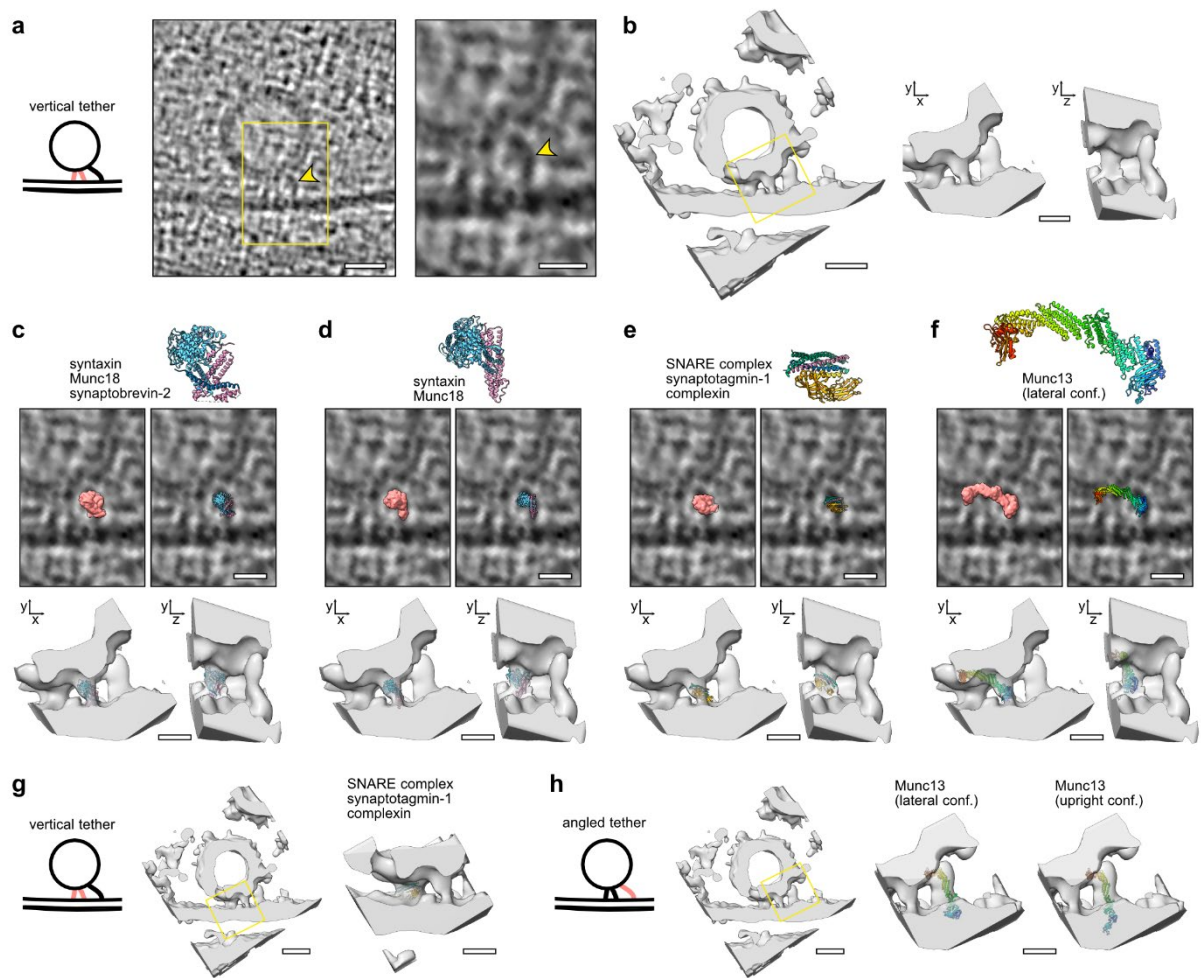 a
vertical tether
b
y
x
y
z
c
syntaxin
Munc18
synaptobrevin-2
d
syntaxin
Munc18
e
SNARE complex
synaptotagmin-1
complexin
f
Munc13
(lateral conf.)
y
x
y
z
y
x
y
z
y
x
y
z
y
x
y
z
g
vertical tether
SNARE complex
synaptotagmin-1
complexin
h
angled tether
Munc13
(lateral conf.)
Munc13
(upright conf.)